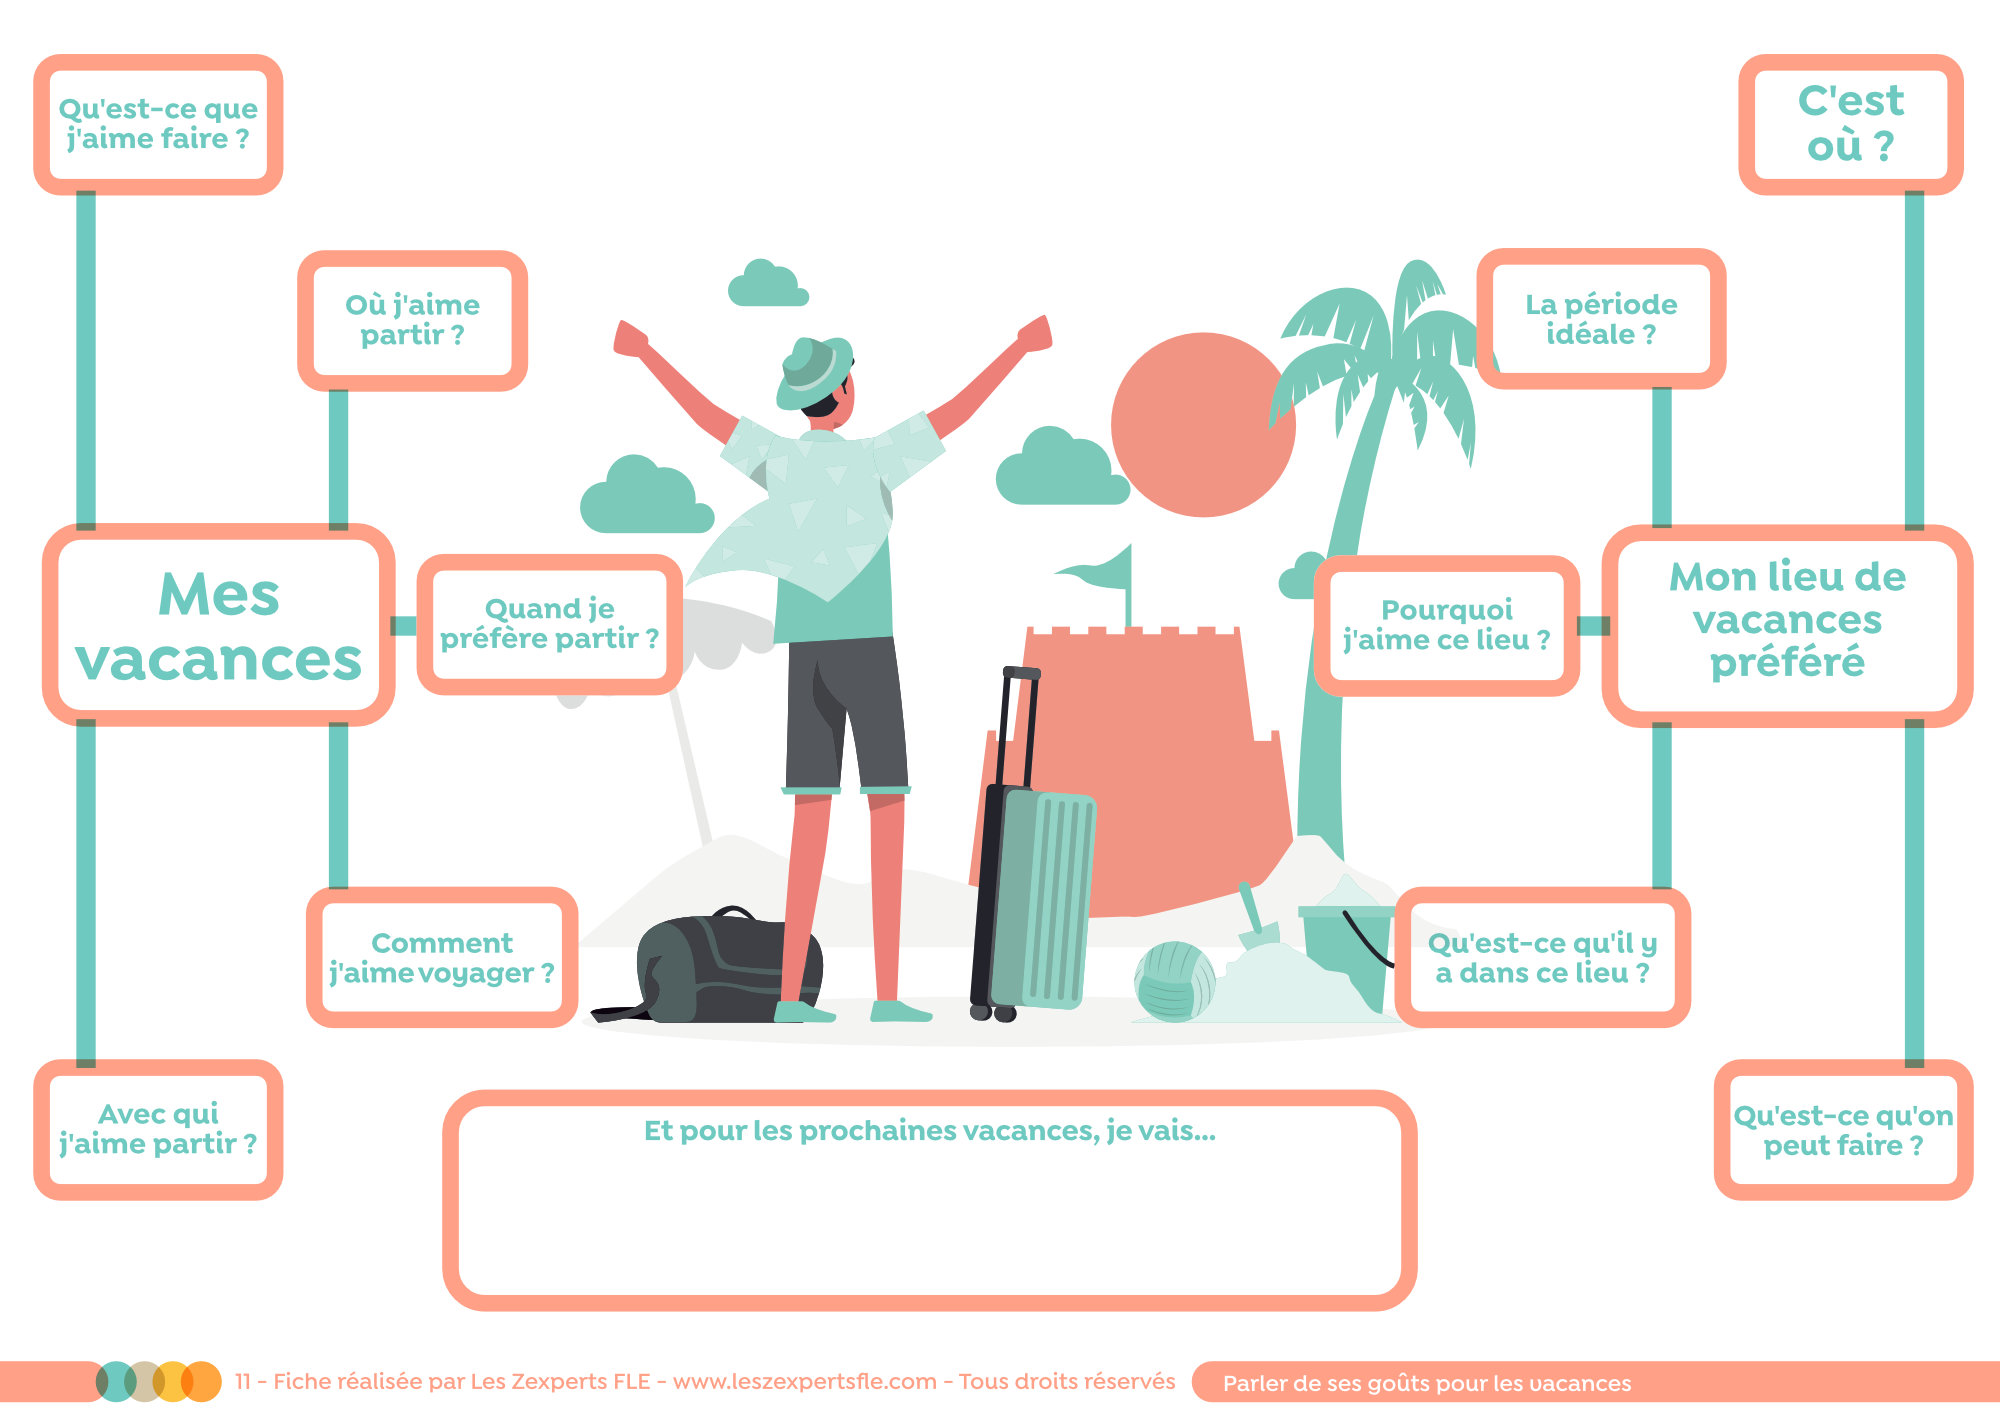 Qu'est-ce que
j'aime faire ?
Où j'aime
partir ?
Mes
vacances
Quand je
préfère partir ?
Comment
j'aime voyager ?
Avec qui
j'aime partir ?
C'est
où ?
La période
idéale ?
Pourquoi
j'aime ce lieu ?
Mon lieu de
vacances
préféré
Qu'est-ce qu'il y
a dans ce lieu ?
Qu'est-ce qu'on
peut faire ?
Et pour les prochaines vacances, je vais...
11 - Fiche réalisée par Les Zexperts FLE - www.leszexpertsfle.com - Tous droits réservés
Parler de ses goûts pour les vacances